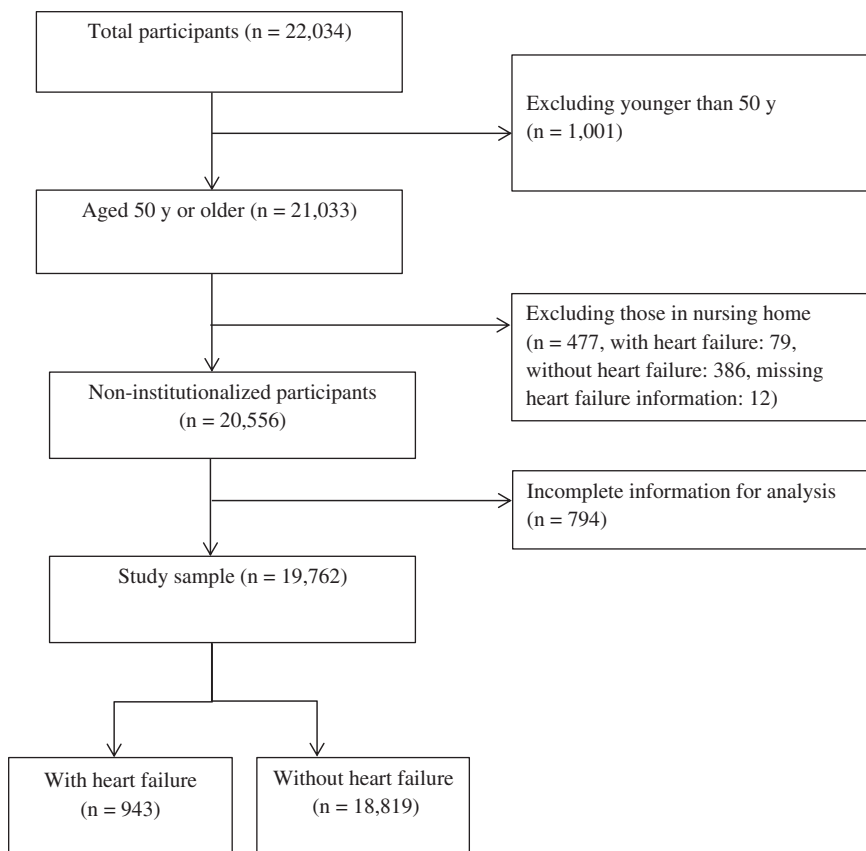 Total participants (n = 22,034)
Excluding younger than 50 y
(n = 1,001)
Aged 50 y or older (n = 21,033)
Excluding those in nursing home
(n = 477, with heart failure: 79,
without heart failure: 386, missing
heart failure information: 12)
Non-institutionalized participants
(n = 20,556)
Incomplete information for analysis
(n = 794)
Study sample (n = 19,762)
With heart failure
(n = 943)
Without heart failure
(n = 18,819)